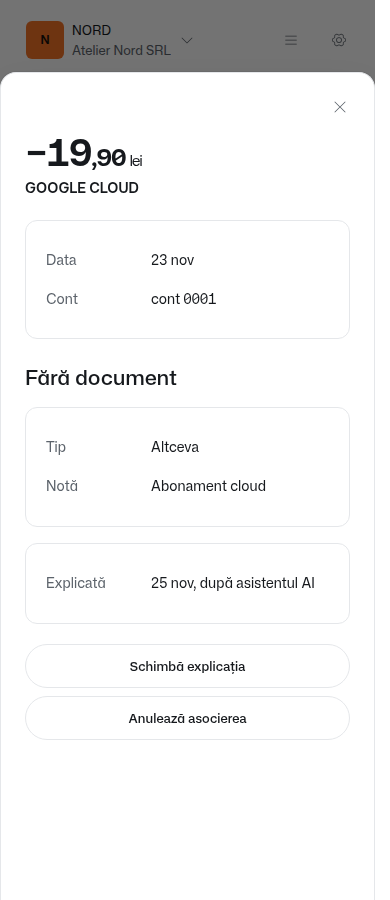 N
NORD
Atelier Nord SRL
−19,90 lei
GOOGLE CLOUD
Data 23 nov
Cont cont 0001
Fără document
Tip Altceva
Notă Abonament cloud
Explicată 25 nov, după asistentul AI
Schimbă explicația
Anulează asocierea